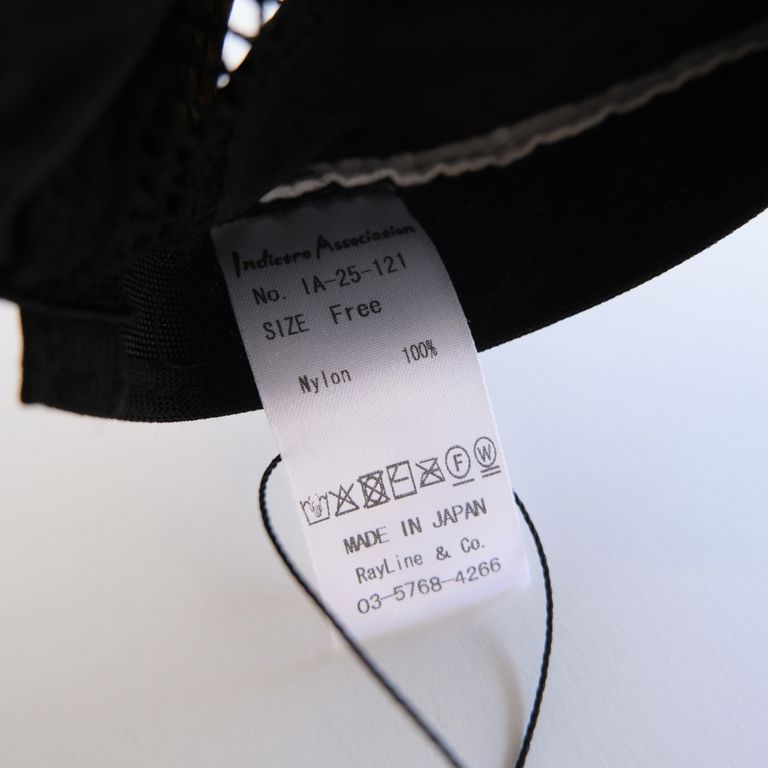 Indietro Association
No. IA-25-121
SIZE Free
Nylon 100%
F W
MADE IN JAPAN
RayLine & Co.
03-5768-4266